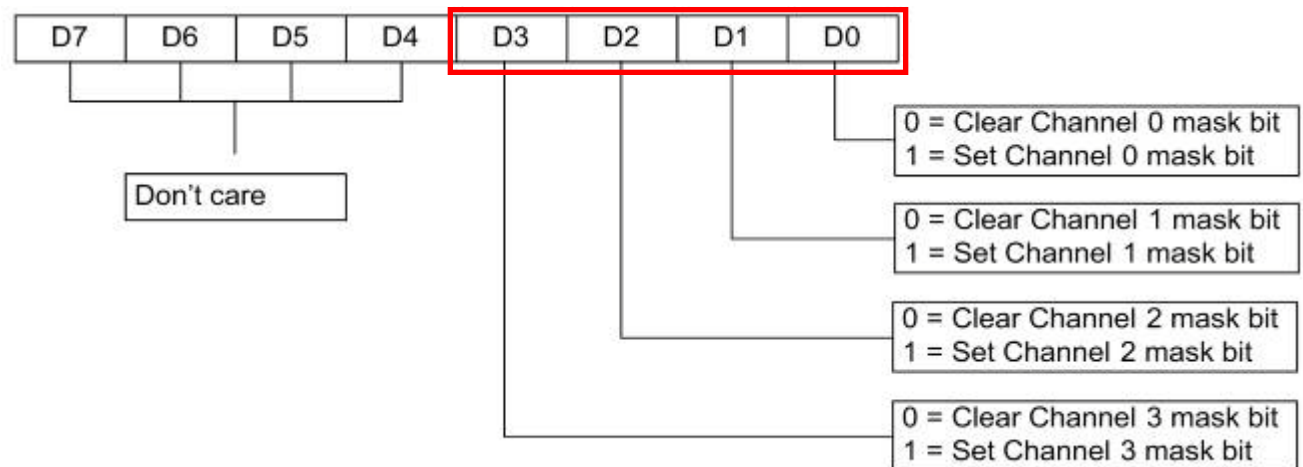 D7 D6 D5 D4 D3 D2 D1 D0
0 = Clear Channel 0 mask bit
1 = Set Channel 0 mask bit
Don't care
0 = Clear Channel 1 mask bit
1 = Set Channel 1 mask bit
0 = Clear Channel 2 mask bit
1 = Set Channel 2 mask bit
0 = Clear Channel 3 mask bit
1 = Set Channel 3 mask bit